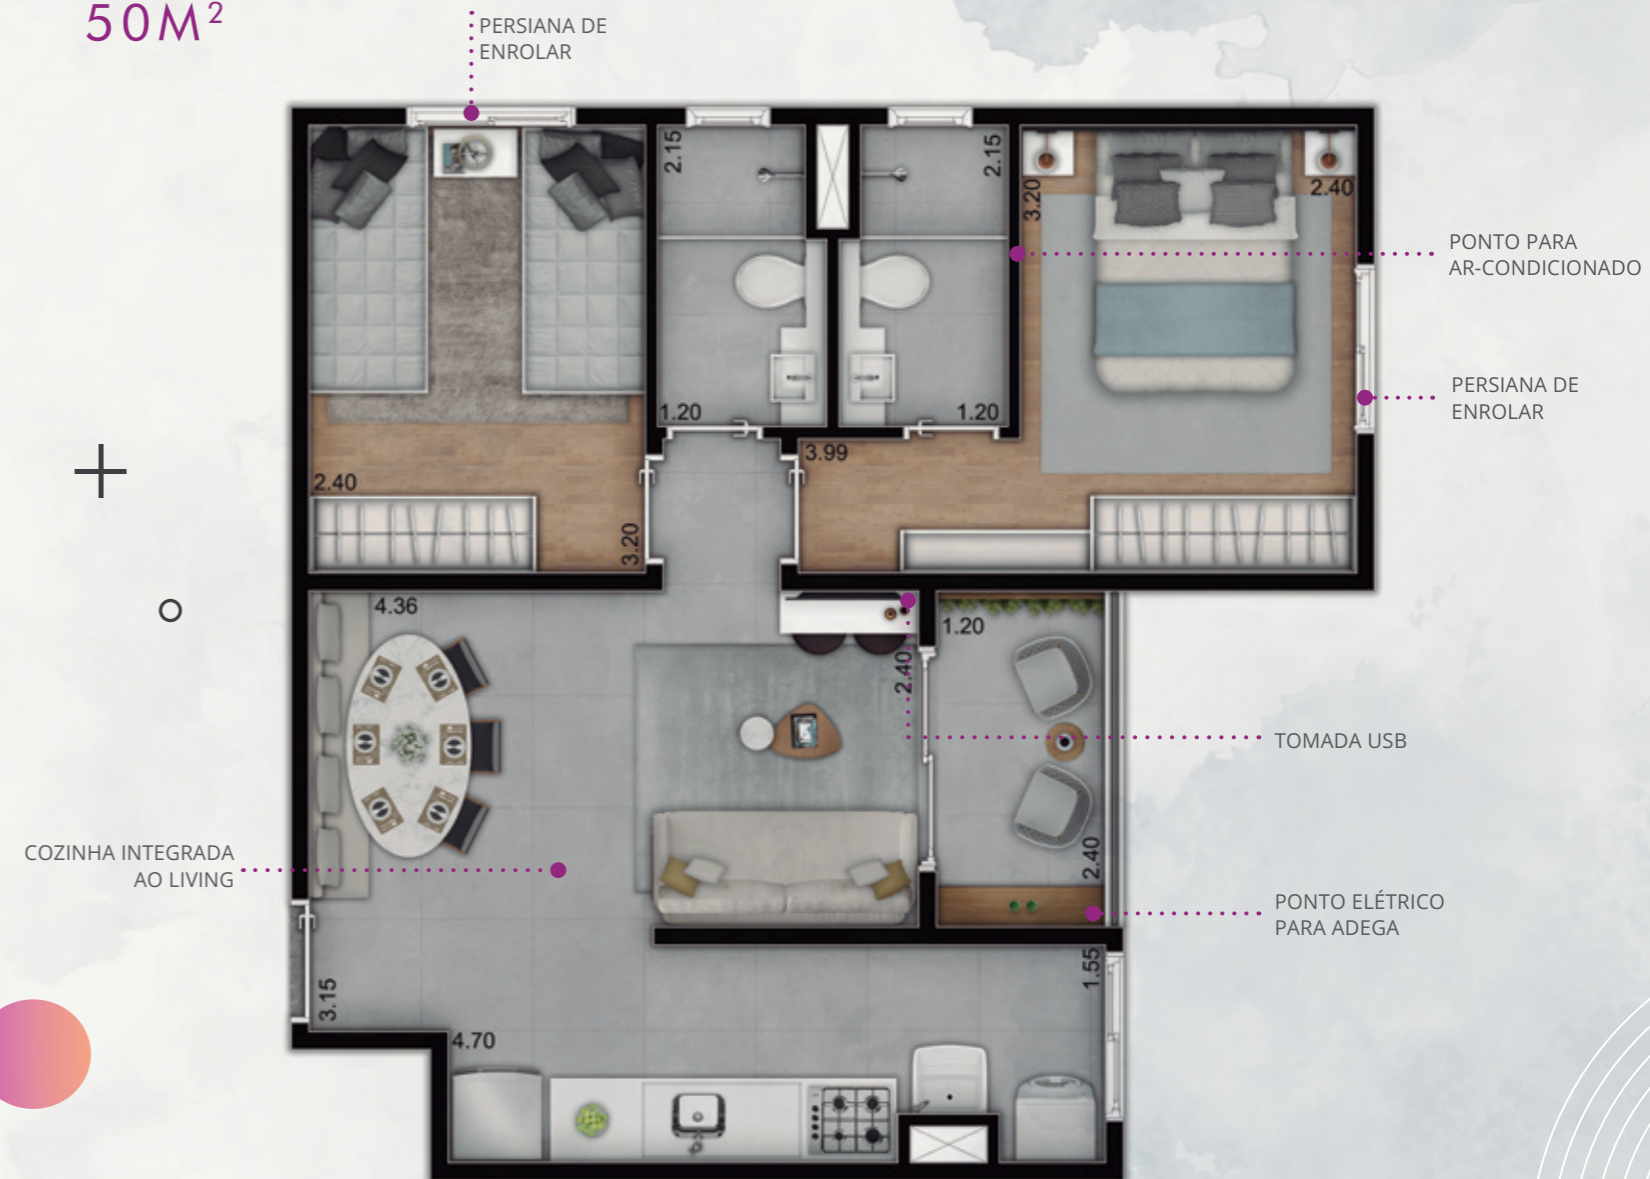 50M²
PERSIANA DE
ENROLAR
2.15
2.15
3.20
2.40
PONTO PARA
AR-CONDICIONADO
PERSIANA DE
ENROLAR
1.20
1.20
3.99
2.40
3.20
4.36
1.20
2.40
TOMADA USB
COZINHA INTEGRADA
AO LIVING
2.40
PONTO ELÉTRICO
PARA ADEGA
3.15
1.55
4.70